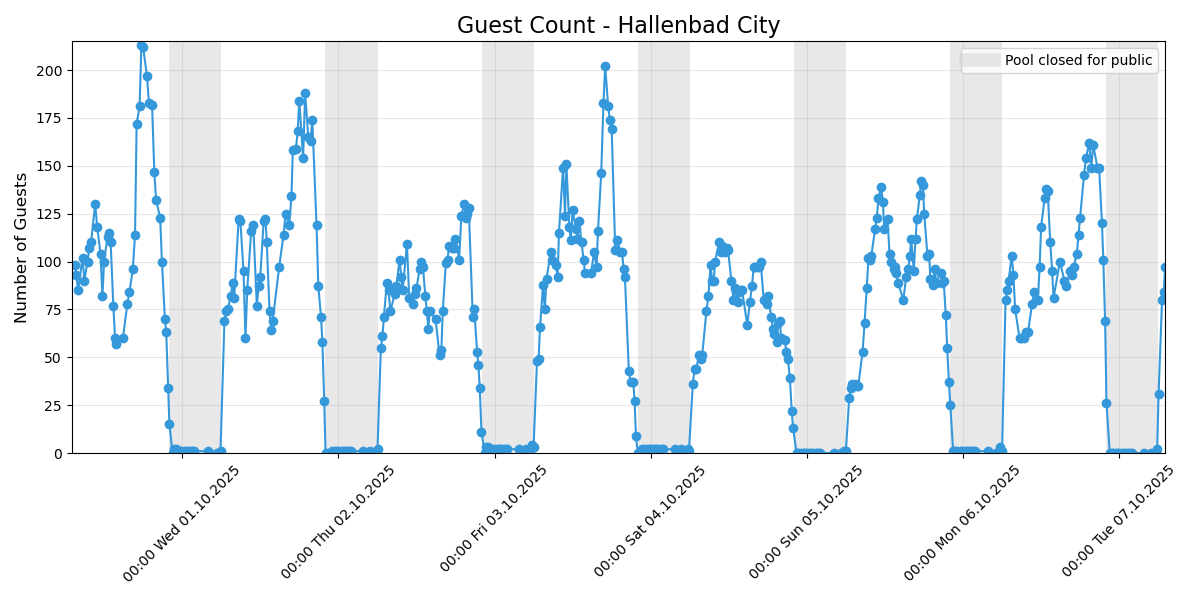 Guest Count - Hallenbad City
Pool closed for public
Number of Guests
200
175
150
125
100
75
50
25
0
00:00 Wed 01.10.2025
00:00 Thu 02.10.2025
00:00 Fri 03.10.2025
00:00 Sat 04.10.2025
00:00 Sun 05.10.2025
00:00 Mon 06.10.2025
00:00 Tue 07.10.2025